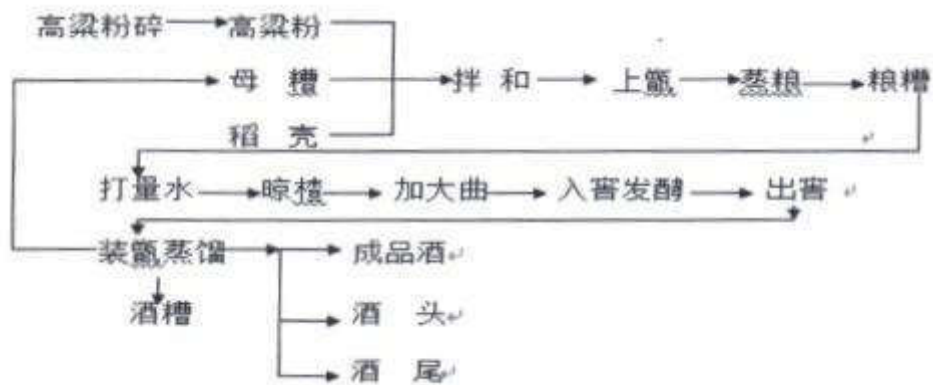 高粱粉碎 高粱粉
母 糟 拌 和 上甑 蒸粮 粮糟
稻 壳
打量水 晾楂 加大曲 入窖发酵 出窖
装甑蒸馏 成品酒
酒糟 酒 头
酒 尾